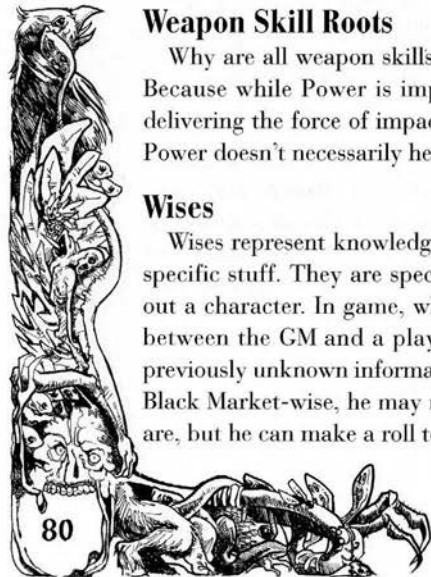 Weapon Skill Roots
Why are all weapon skills
Because while Power is imp
delivering the force of impac
Power doesn't necessarily he
Wises
Wises represent knowledg
specific stuff. They are spec
out a character. In game, w
between the GM and a play
previously unknown informa
Black Market-wise, he may
are, but he can make a roll t
80